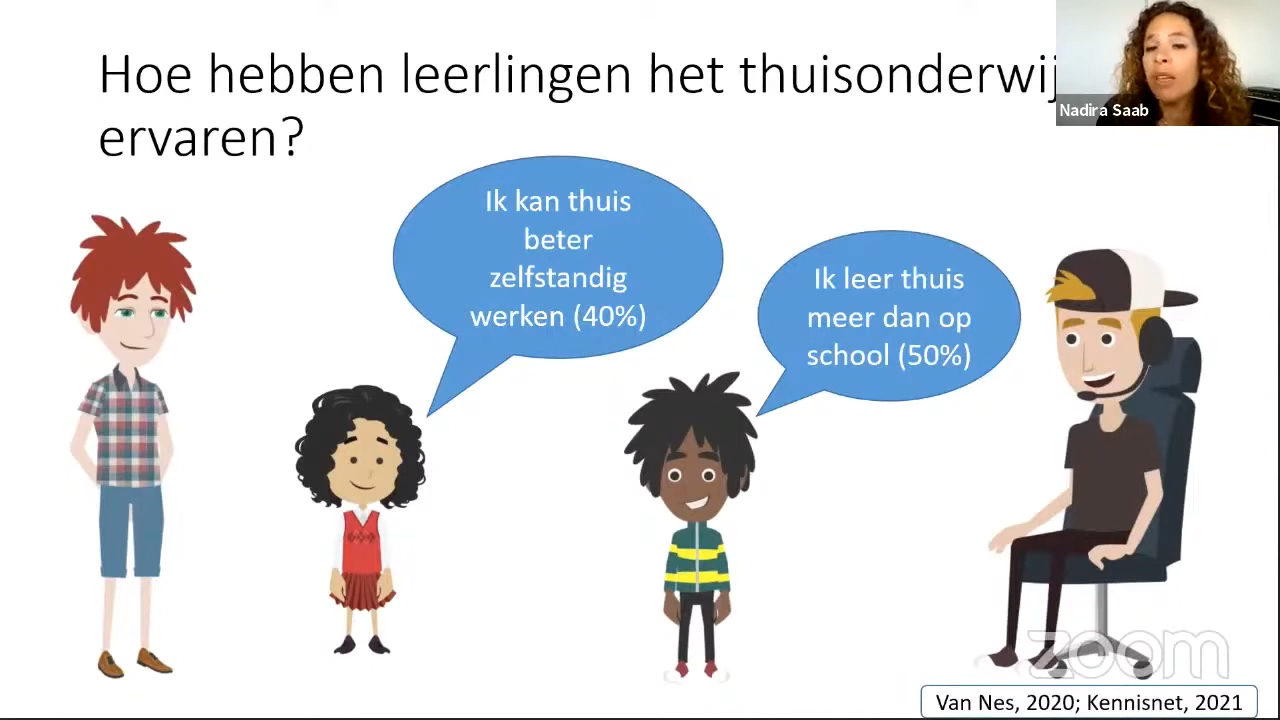 Hoe hebben leerlingen het thuisonderwij
ervaren?
Nadira Saab
Ik kan thuis
beter
zelfstandig
werken (40%)
Ik leer thuis
meer dan op
school (50%)
zoom
Van Nes, 2020; Kennisnet, 2021